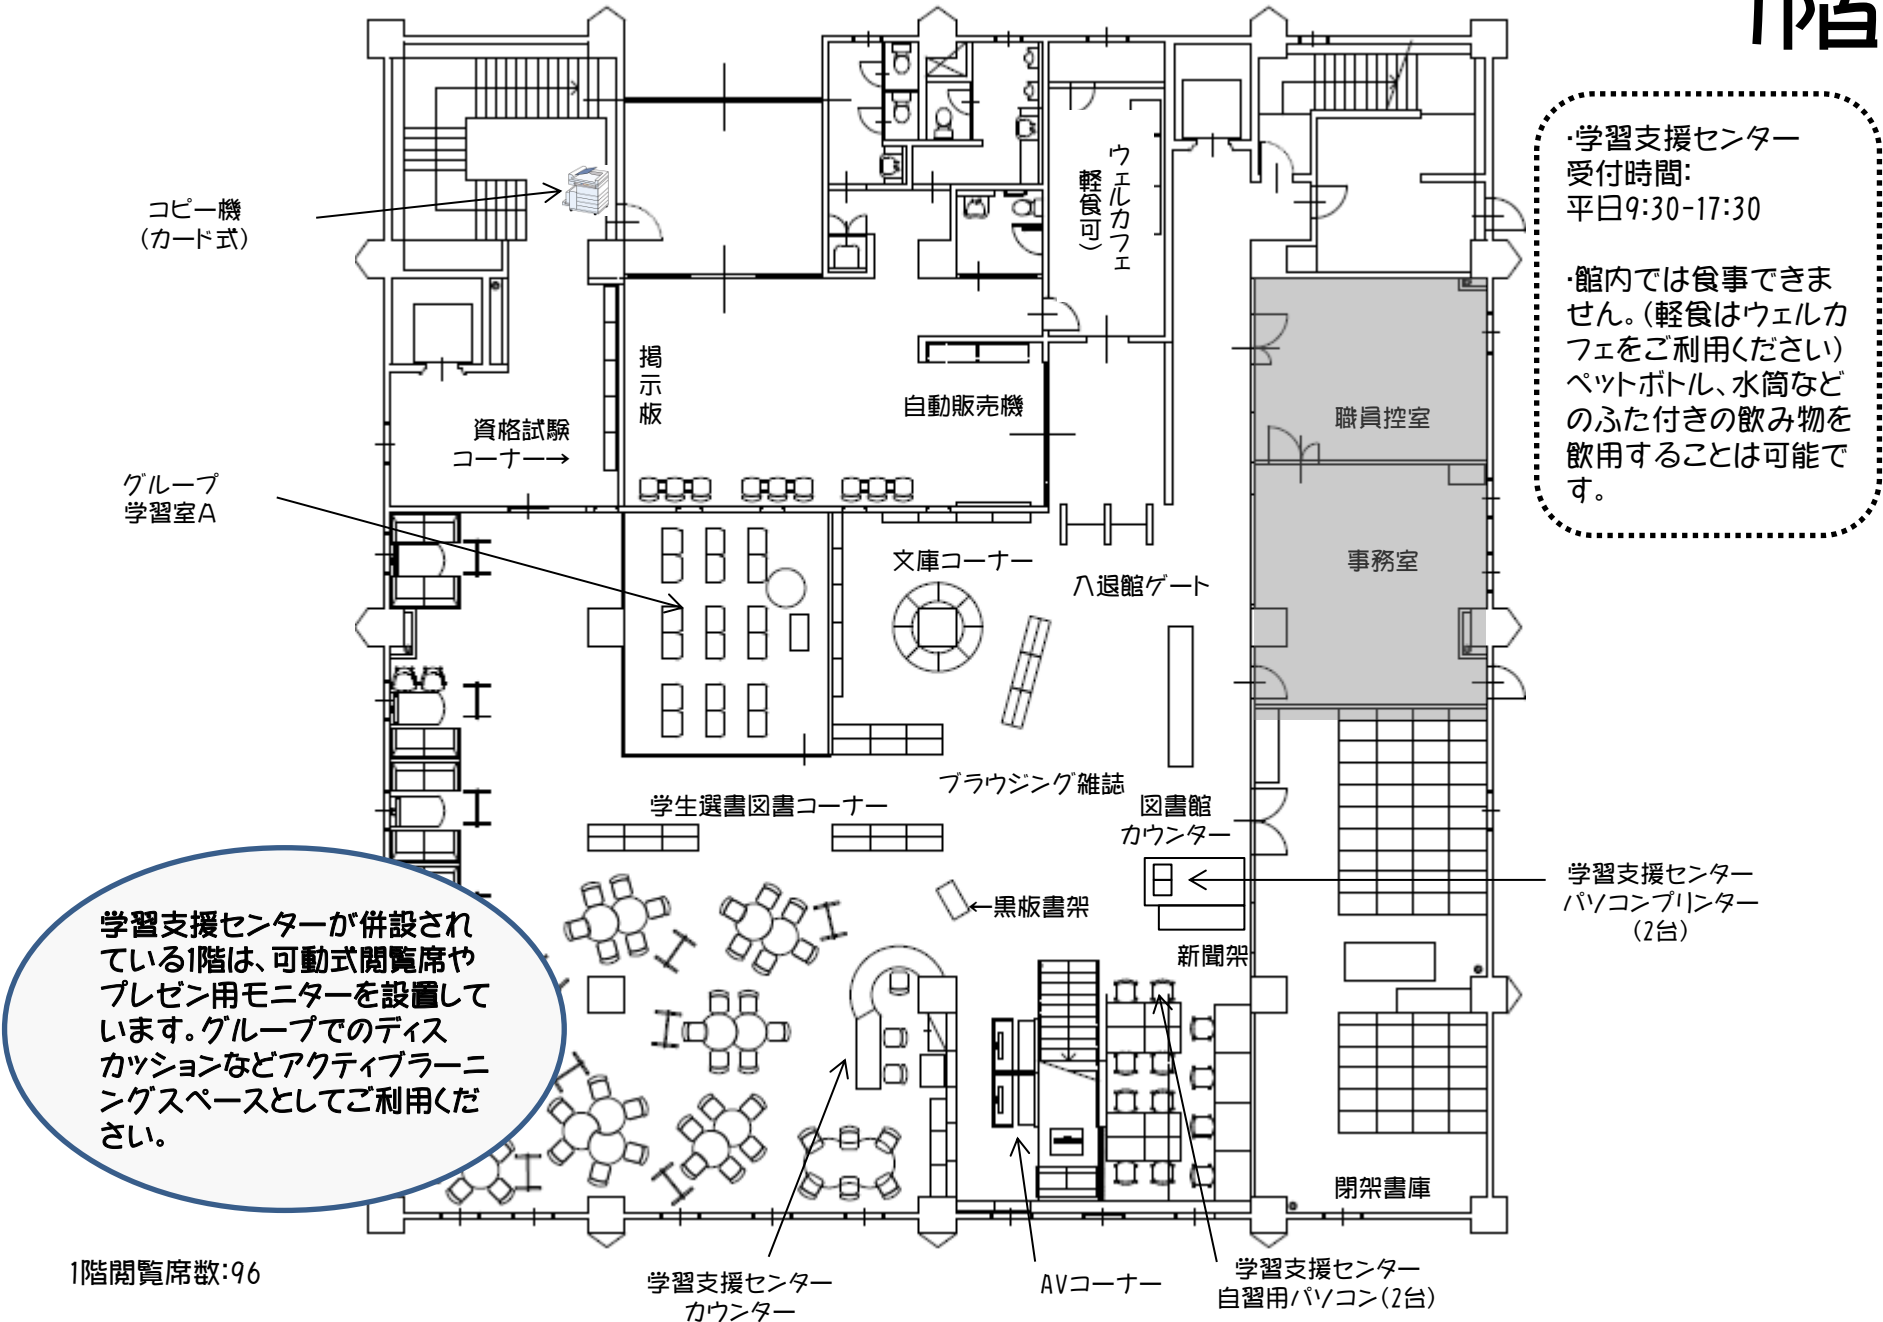 1階
・学習支援センター
受付時間:
平日9:30-17:30
・館内では食事できま
せん。(軽食はウェルカ
フェをご利用ください)
ペットボトル、水筒など
のふた付きの飲み物を
飲用することは可能で
す。
コピー機
(カード式)
ウェルカフェ
軽食可)
掲示板
自動販売機
職員控室
資格試験
コーナー→
グループ
学習室A
文庫コーナー
入退館ゲート
事務室
ブラウジング雑誌
学生選書図書コーナー
図書館
カウンター
学習支援センター
パソコンプリンター
(2台)
←黒板書架
新聞架
学習支援センターが併設され
ている1階は、可動式閲覧席や
プレゼン用モニターを設置して
います。グループでのディス
カッションなどアクティブラーニ
ングスペースとしてご利用くだ
さい。
閉架書庫
1階閲覧席数:96
学習支援センター
カウンター
AVコーナー
学習支援センター
自習用パソコン(2台)